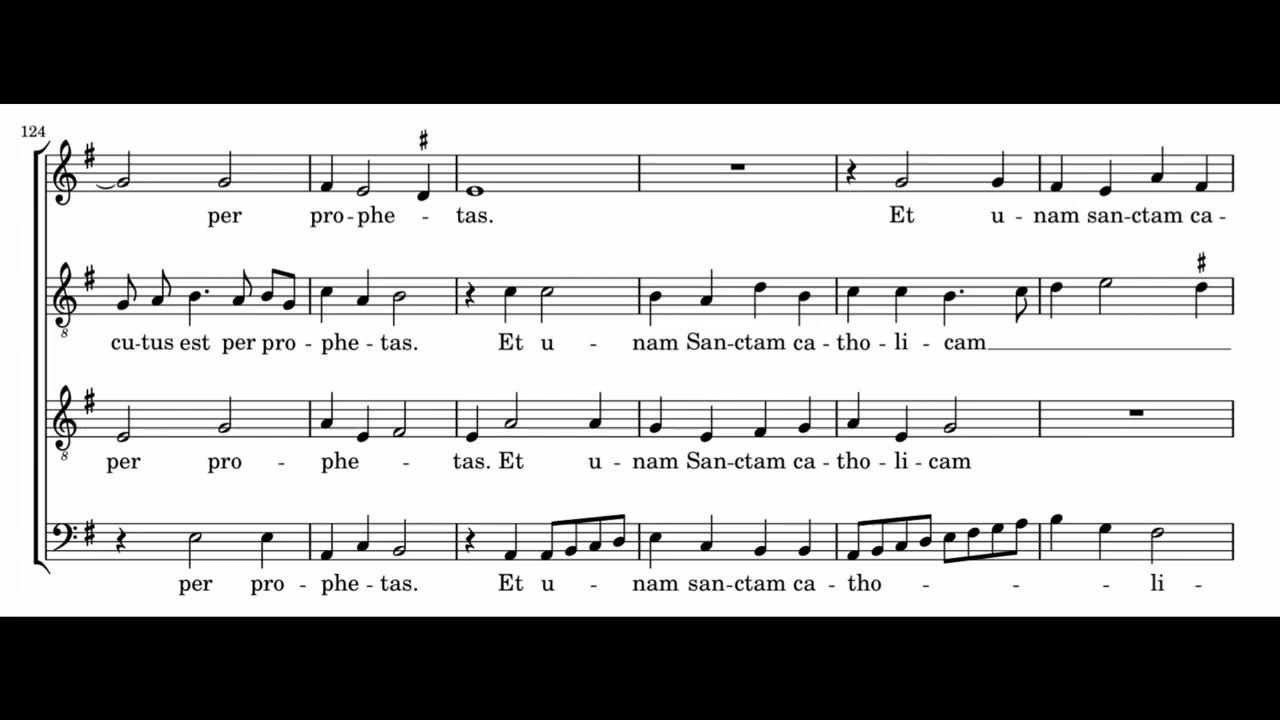 124
per pro-phe - tas. Et u - nam san-ctam ca -
8
cu-tus est per pro - phe - tas. Et u - nam San-ctam ca - tho - li - cam
8
per pro - phe - tas. Et u - nam San-ctam ca - tho - li - cam
per pro - phe - tas. Et u - nam san-ctam ca - tho - - - - li -